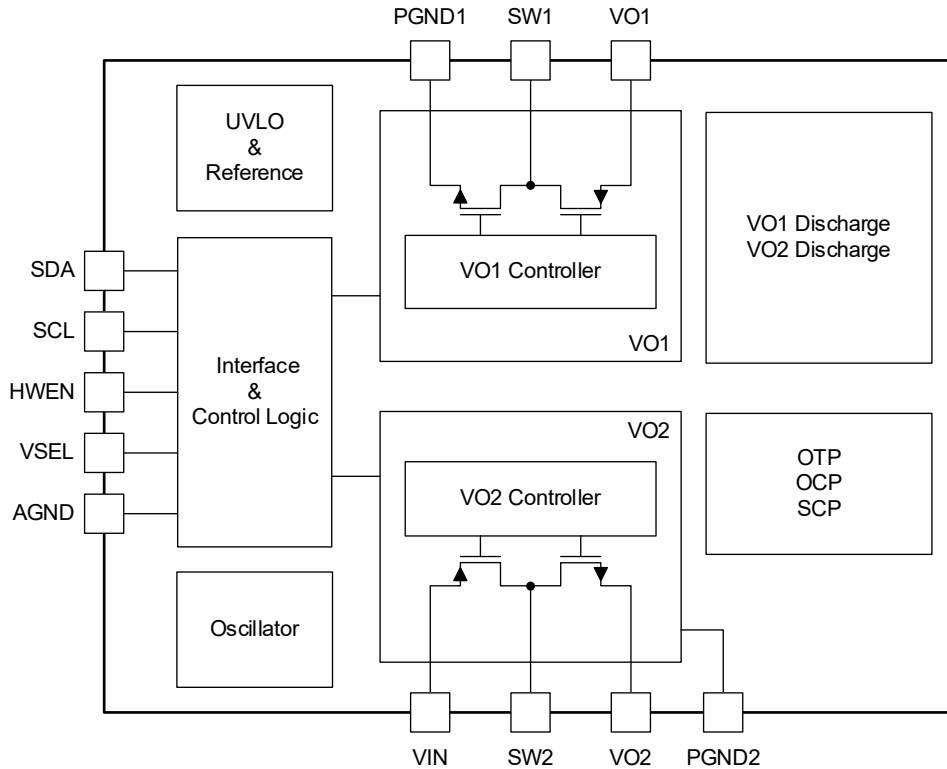 PGND1 SW1 VO1
UVLO
&
Reference
VO1 Discharge
VO2 Discharge
VO1 Controller
VO1
SDA
SCL
HWEN
VSEL
AGND
Interface
&
Control Logic
VO2
VO2 Controller
OTP
OCP
SCP
Oscillator
VIN SW2 VO2 PGND2